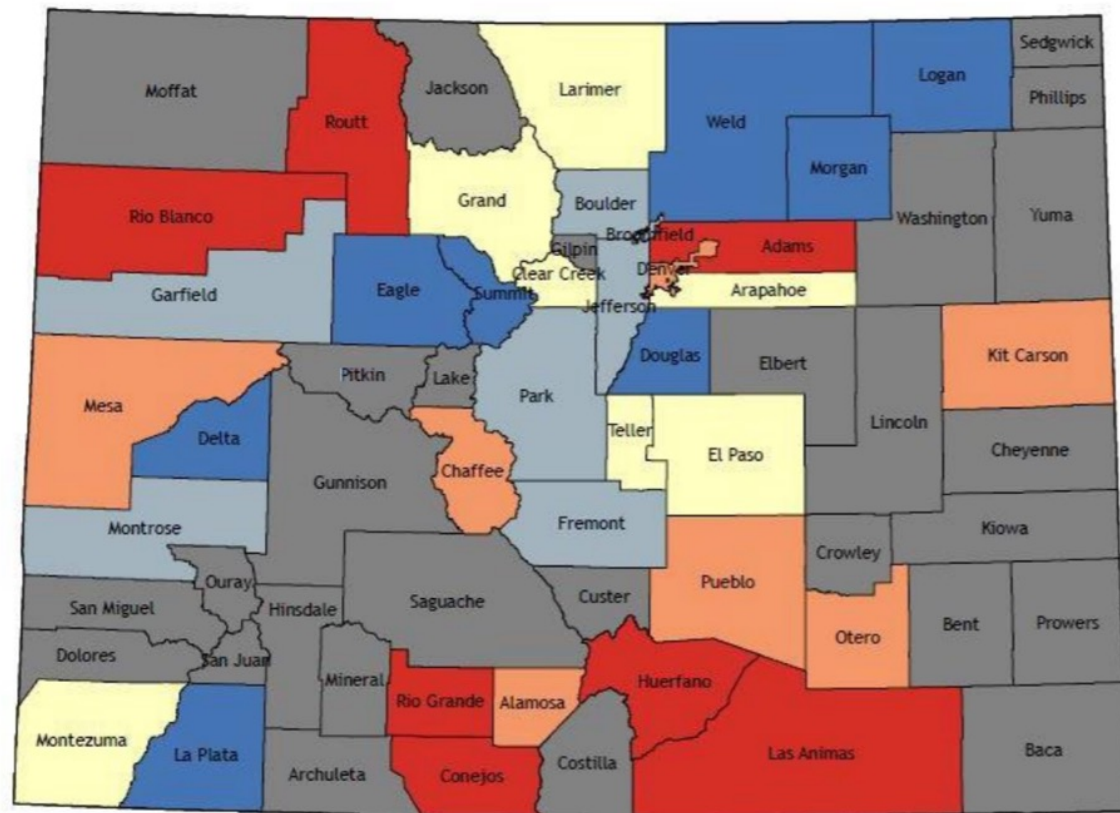 Sedgwick
Moffat
Jackson
Larimer
Logan
Phillips
Routt
Weld
Morgan
Grand
Boulder
Rio Blanco
Washington
Yuma
Broomfield
Gilpin
Adams
Clear Creek
Denver
Garfield
Eagle
Summit
Arapahoe
Jefferson
Douglas
Elbert
Kit Carson
Pitkin
Lake
Park
Mesa
Delta
Teller
Lincoln
El Paso
Cheyenne
Chaffee
Gunnison
Montrose
Fremont
Kiowa
Crowley
Ouray
Pueblo
San Miguel
Hinsdale
Saguache
Custer
Otero
Bent
Prowers
Dolores
San Juan
Mineral
Rio Grande
Alamosa
Huerfano
Montezuma
La Plata
Las Animas
Baca
Archuleta
Conejos
Costilla